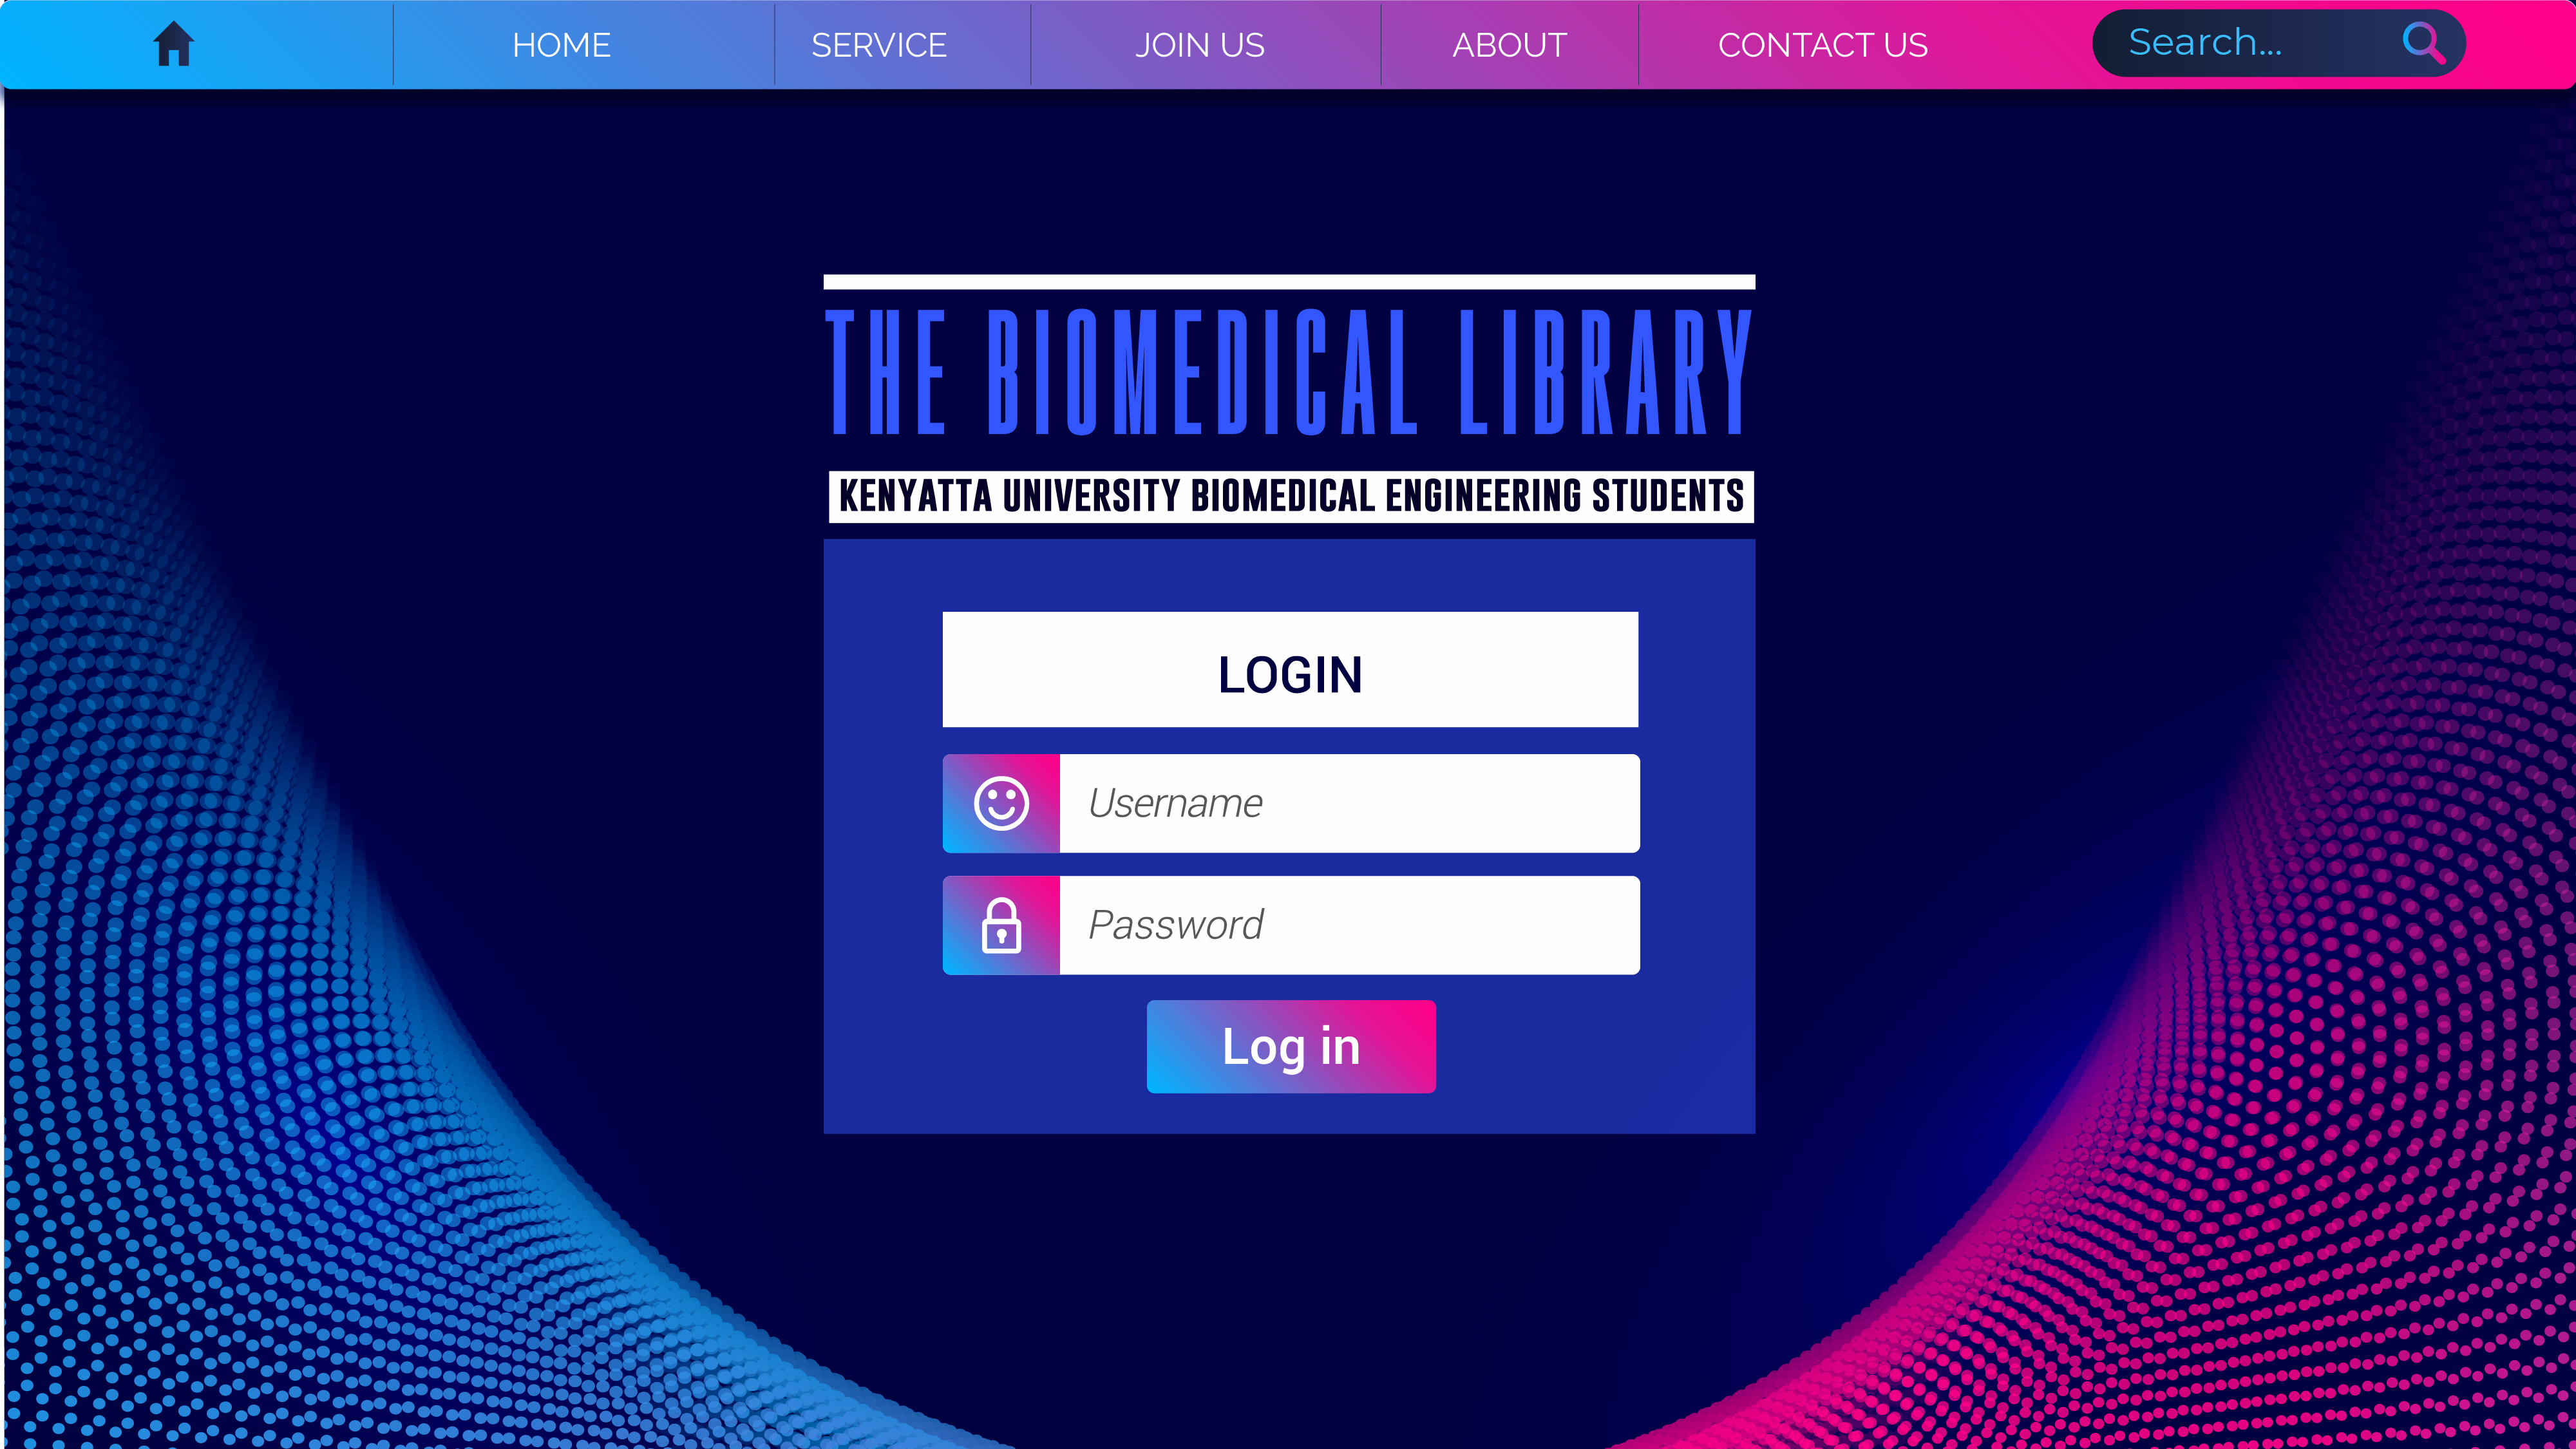 HOME SERVICE JOIN US ABOUT CONTACT US Search...
THE BIOMEDICAL LIBRARY
KENYATTA UNIVERSITY BIOMEDICAL ENGINEERING STUDENTS
LOGIN
Username
Password
Log in